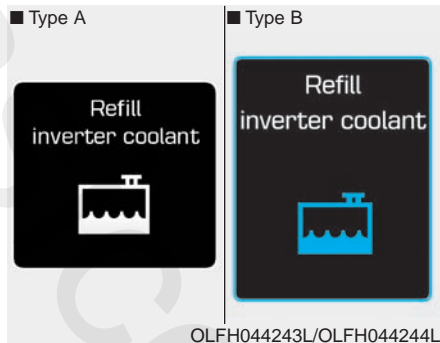 ■ Type A
■ Type B
Refill
inverter coolant
Refill
inverter coolant
OLFH044243L/OLFH044244L